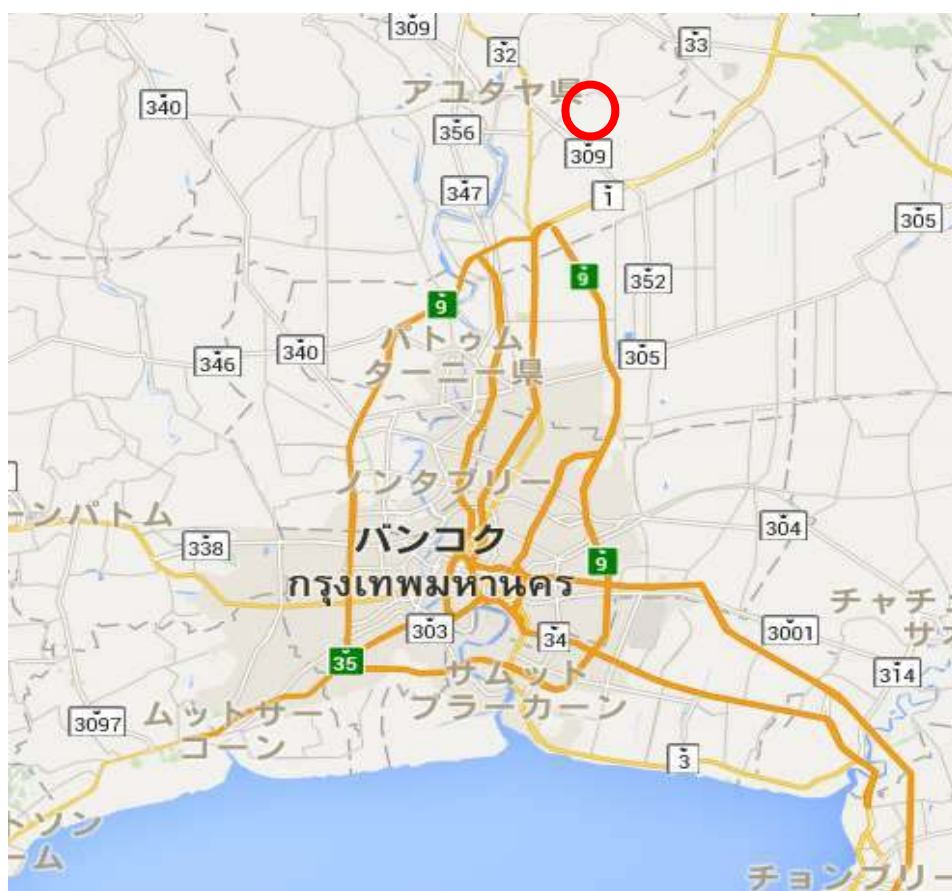 309
32
33
340
アユタヤ県
356
309
347
1
305
9
9
352
パトゥム
ターニー県
346
340
305
ノンタブリー
ーンパトム
338
304
バンコク
กรุงเทพมหานคร
9
チャチュ
サオ
303
34
3001
35
サムット
プラーカーン
314
3097
ムットサー
コーン
3
トソン
ーム
チョンブリー